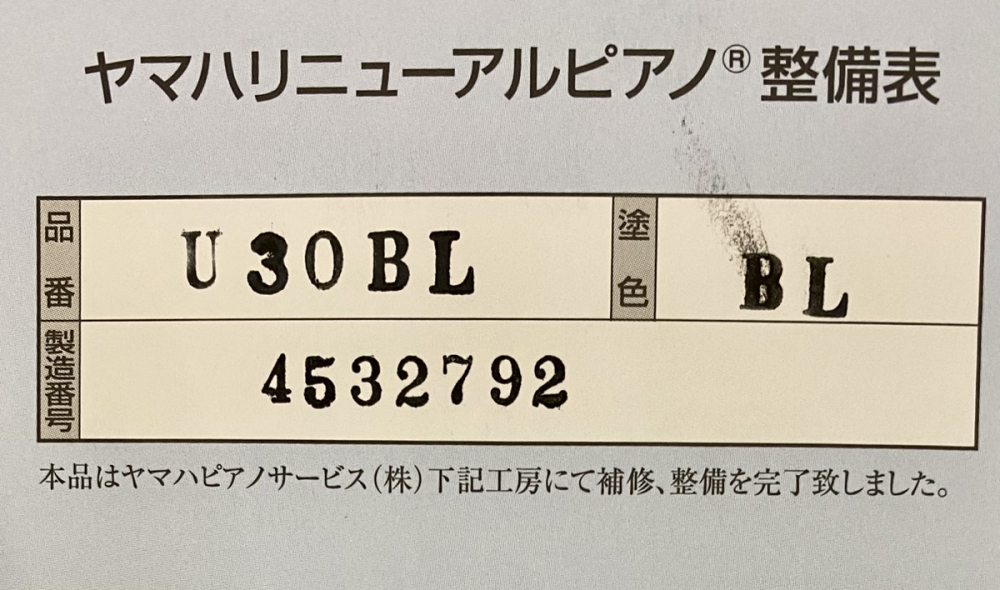 ヤマハリニューアルピアノ®整備表
品番 U30BL 塗色 BL
製造番号 4532792
本品はヤマハピアノサービス(株)下記工房にて補修、整備を完了致しました。